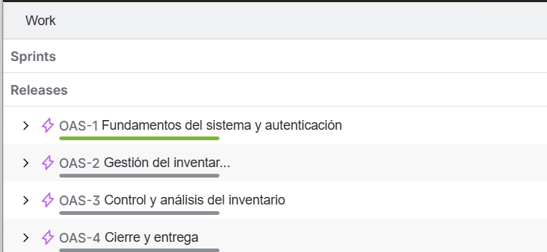 Work
Sprints
Releases
OAS-1 Fundamentos del sistema y autenticación
OAS-2 Gestión del inventar...
OAS-3 Control y análisis del inventario
OAS-4 Cierre y entrega